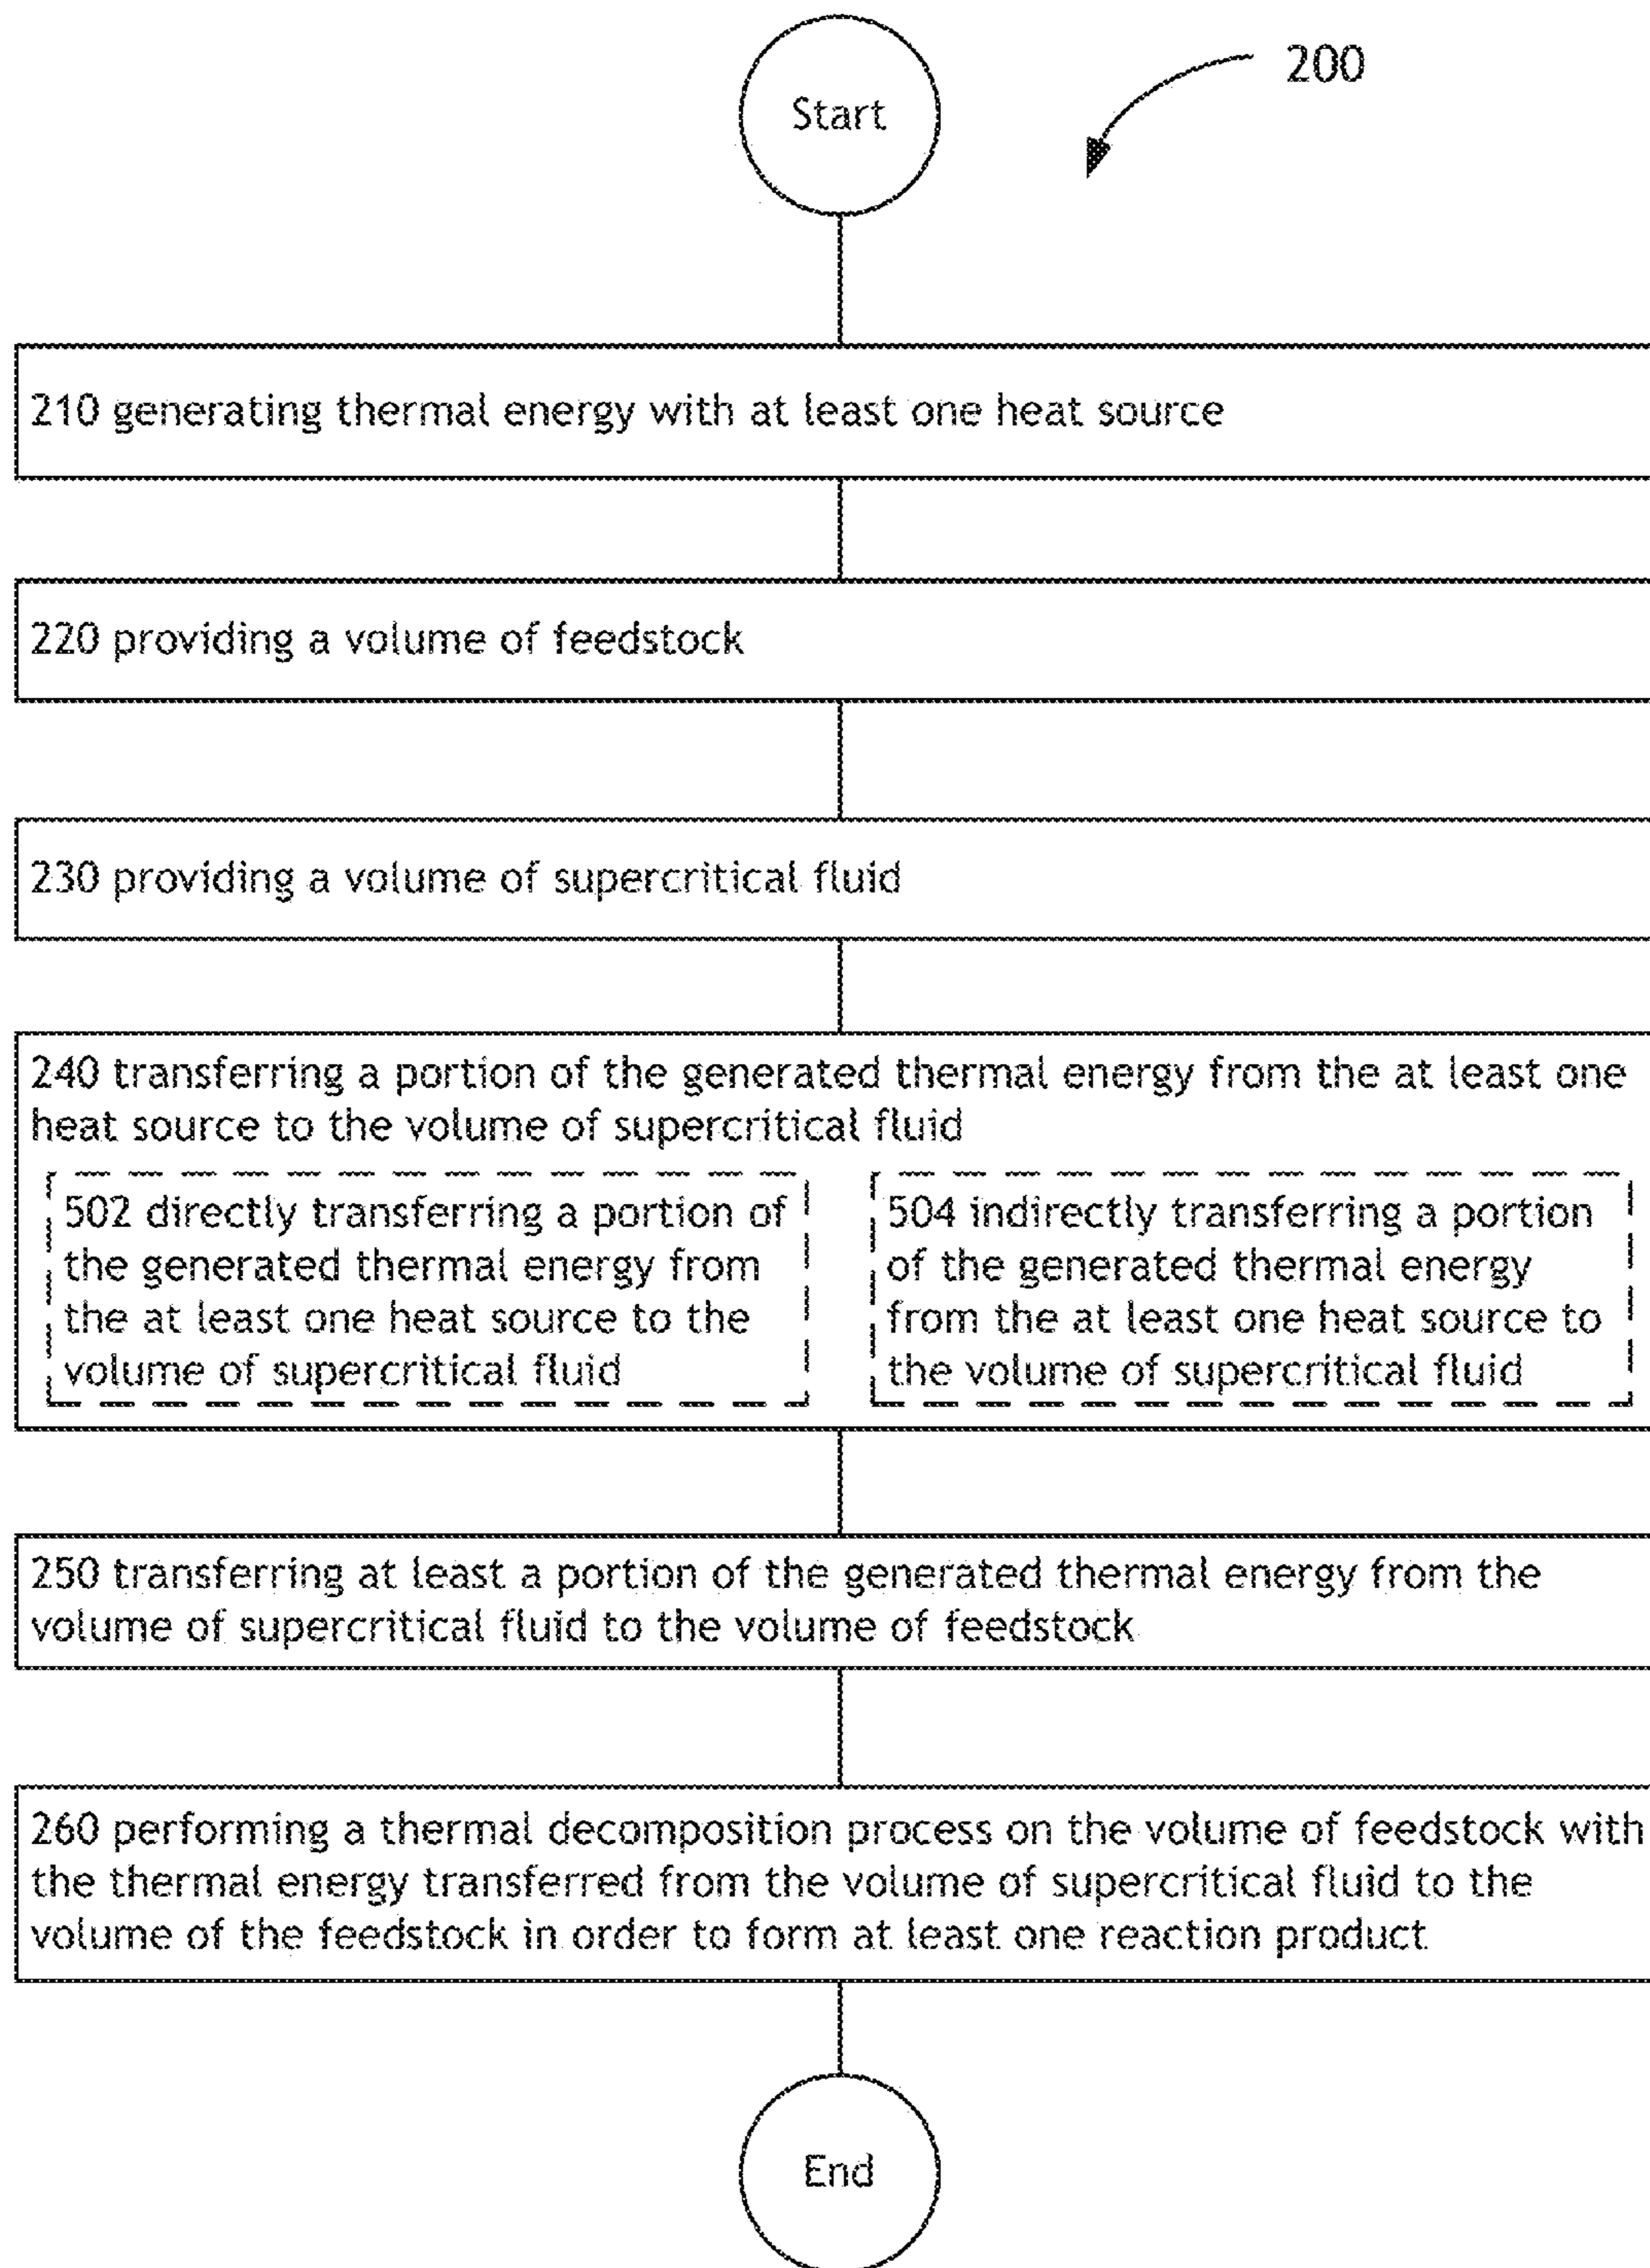 200
Start
210 generating thermal energy with at least one heat source
220 providing a volume of feedstock
230 providing a volume of supercritical fluid
240 transferring a portion of the generated thermal energy from the at least one
heat source to the volume of supercritical fluid
502 directly transferring a portion of
the generated thermal energy from
the at least one heat source to the
volume of supercritical fluid
504 indirectly transferring a portion
of the generated thermal energy
from the at least one heat source to
the volume of supercritical fluid
250 transferring at least a portion of the generated thermal energy from the
volume of supercritical fluid to the volume of feedstock
260 performing a thermal decomposition process on the volume of feedstock with
the thermal energy transferred from the volume of supercritical fluid to the
volume of the feedstock in order to form at least one reaction product
End